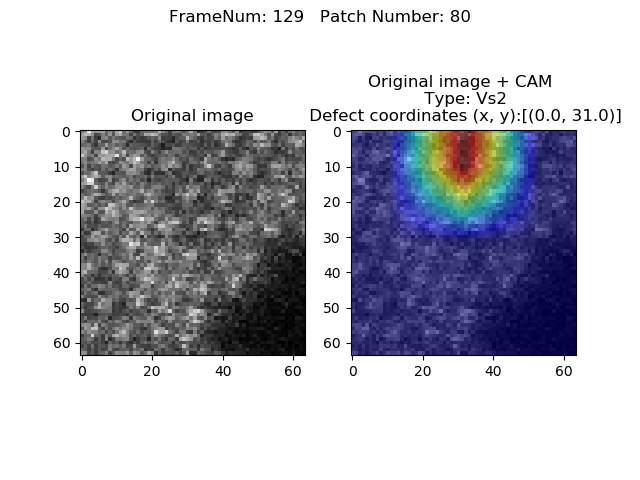 FrameNum: 129   Patch Number: 80
Original image
Original image + CAM
Type: Vs2
Defect coordinates (x, y):[(0.0, 31.0)]
0
10
20
30
40
50
60
0 20 40 60
0
10
20
30
40
50
60
0 20 40 60